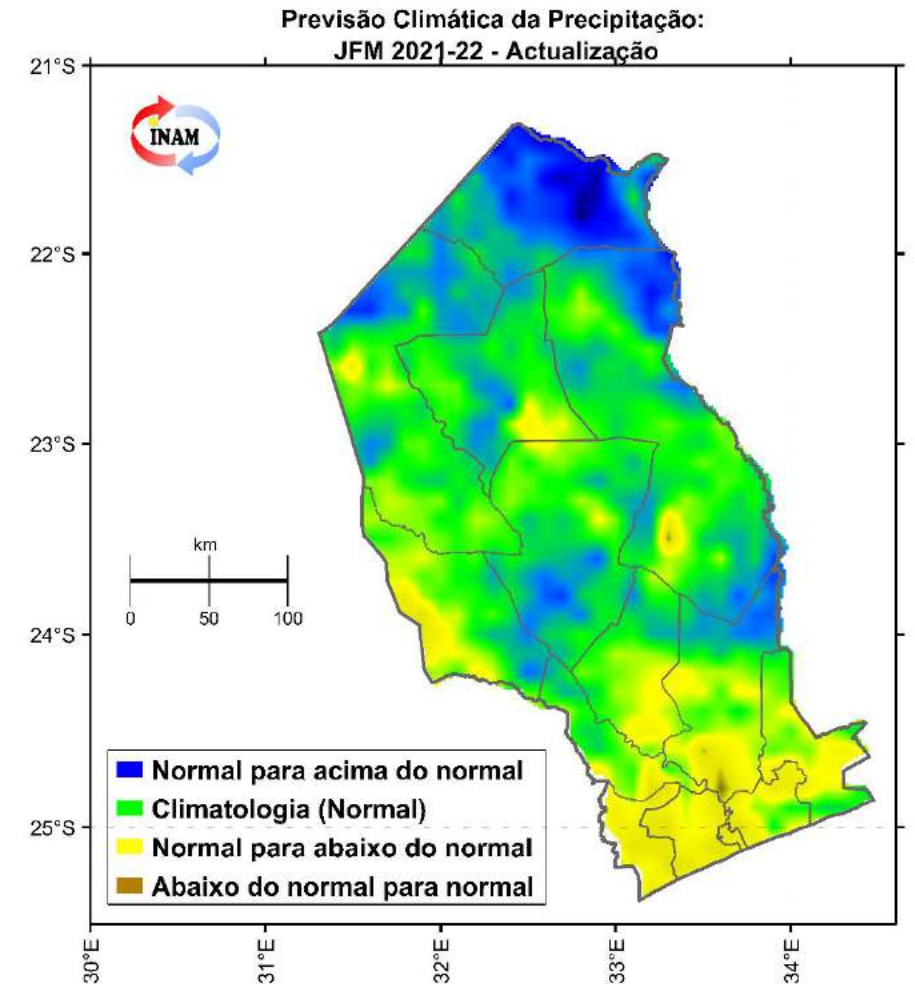 Previsão Climática da Precipitação:
JFM 2021-22 - Actualização
21°S
INAM
22°S
23°S
km
0 50 100
24°S
Normal para acima do normal
Climatologia (Normal)
25°S
Normal para abaixo do normal
Abaixo do normal para normal
30°E 31°E 32°E 33°E 34°E